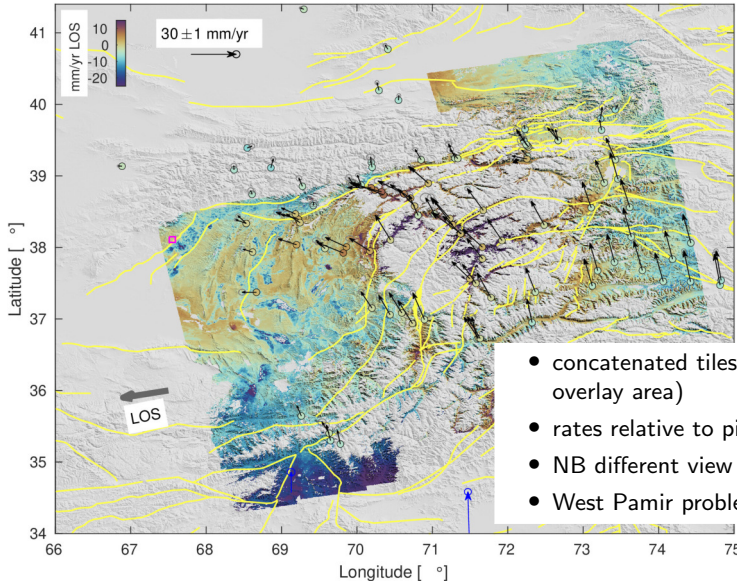 mm/yr LOS
10
0
-10
-20
30±1 mm/yr
41
40
39
38
37
36
35
34
Latitude [ °]
LOS
• concatenated tiles
overlay area)
• rates relative to pi
• NB different view
• West Pamir proble
66 67 68 69 70 71 72 73 74 75
Longitude [ °]